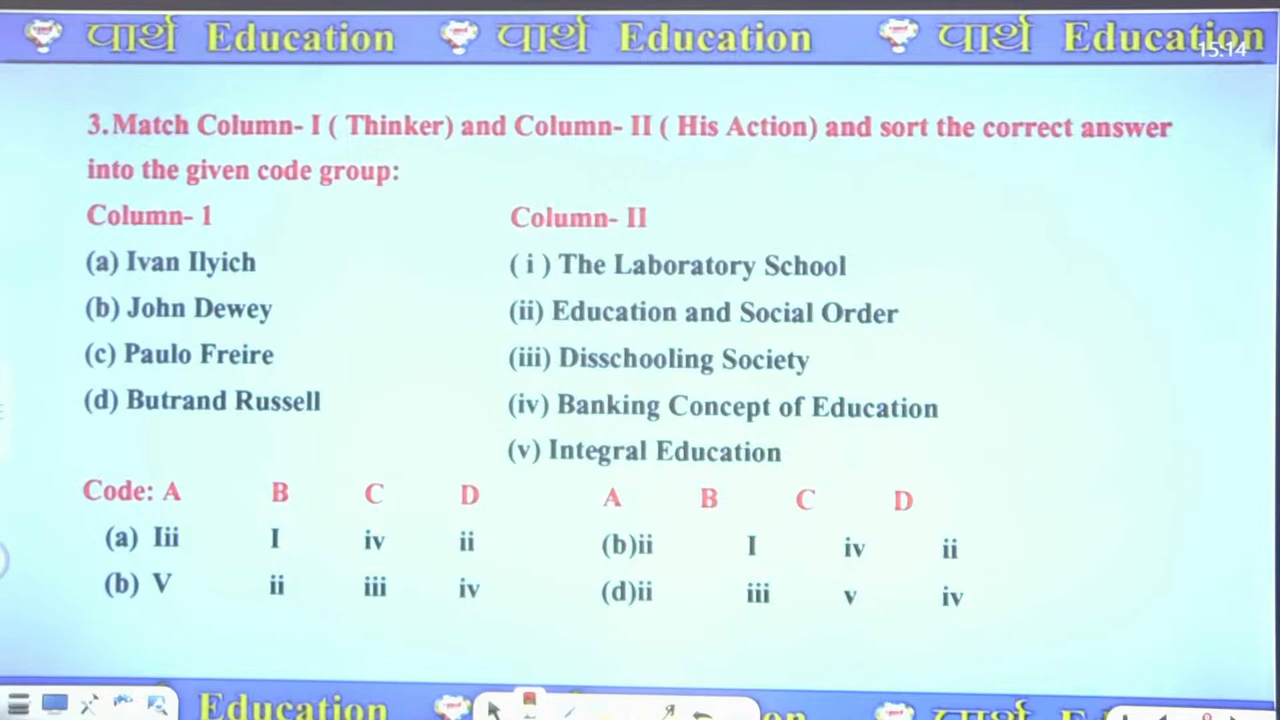 पार्थ Education पार्थ Education पार्थ Education
15:14
3.Match Column- I ( Thinker) and Column- II ( His Action) and sort the correct answer
into the given code group:
Column- 1 Column- II
(a) Ivan Ilyich ( i ) The Laboratory School
(b) John Dewey (ii) Education and Social Order
(c) Paulo Freire (iii) Disschooling Society
(d) Butrand Russell (iv) Banking Concept of Education
(v) Integral Education
Code: A B C D A B C D
(a) Iii I iv ii (b)ii I iv ii
(b) V ii iii iv (d)ii iii v iv
Education